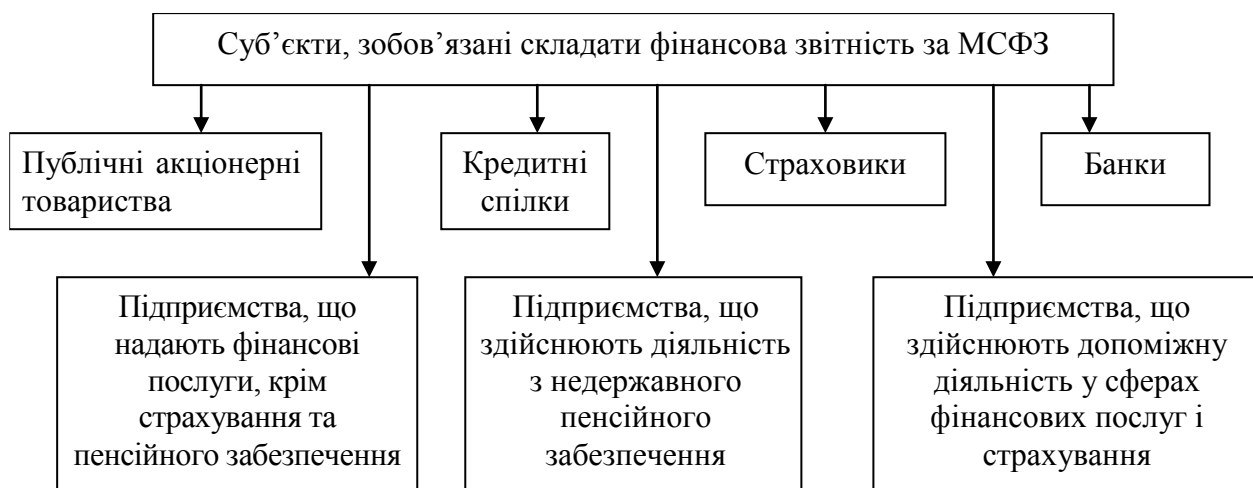 Суб’єкти, зобов’язані складати фінансова звітність за МСФЗ
Публічні акціонерні
товариства
Кредитні
спілки
Страховики
Банки
Підприємства, що
надають фінансові
послуги, крім
страхування та
пенсійного забезпечення
Підприємства, що
здійснюють діяльність
з недержавного
пенсійного
забезпечення
Підприємства, що
здійснюють допоміжну
діяльність у сферах
фінансових послуг і
страхування